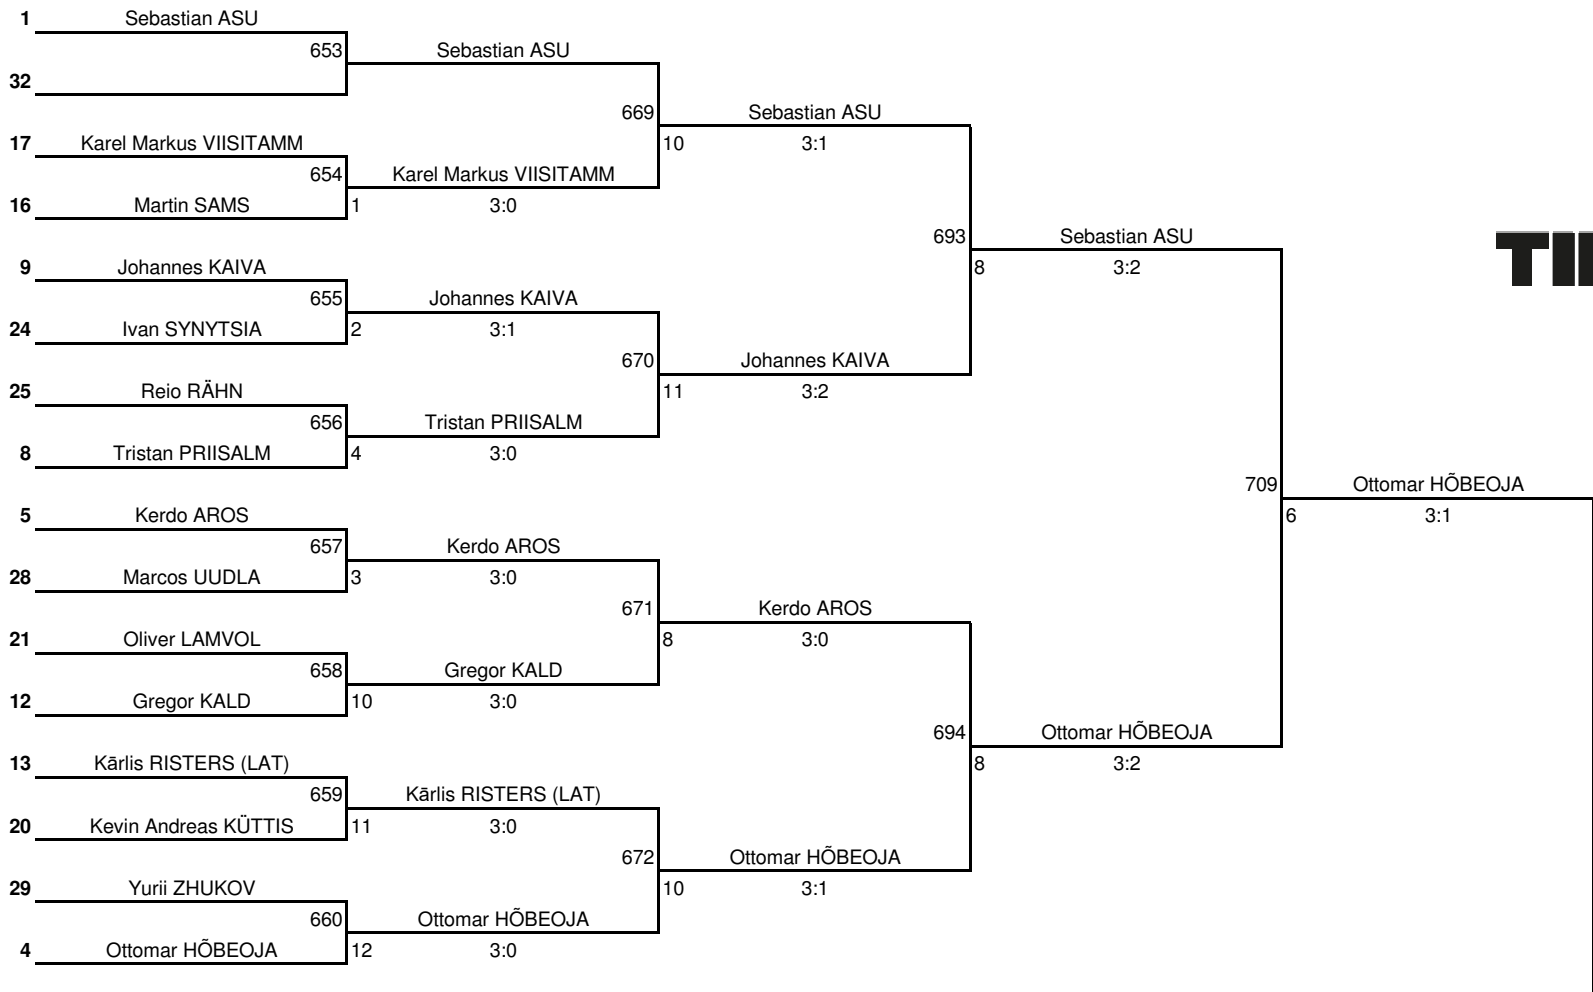 1 Sebastian ASU
653 Sebastian ASU
32
669 Sebastian ASU
17 Karel Markus VIISITAMM
10 3:1
654 Karel Markus VIISITAMM
16 Martin SAMS 1 3:0
693 Sebastian ASU
9 Johannes KAIVA
8 3:2
655 Johannes KAIVA
24 Ivan SYNYTSIA 2 3:1
670 Johannes KAIVA
25 Reio RÄHN
11 3:2
656 Tristan PRIISALM
8 Tristan PRIISALM 4 3:0
709 Ottomar HÕBEOJA
5 Kerdo AROS
6 3:1
657 Kerdo AROS
28 Marcos UUDLA 3 3:0
671 Kerdo AROS
21 Oliver LAMVOL
8 3:0
658 Gregor KALD
12 Gregor KALD 10 3:0
694 Ottomar HÕBEOJA
13 Kārlis RISTERS (LAT)
8 3:2
659 Kārlis RISTERS (LAT)
20 Kevin Andreas KÜTTIS 11 3:0
672 Ottomar HÕBEOJA
29 Yurii ZHUKOV
10 3:1
660 Ottomar HÕBEOJA
4 Ottomar HÕBEOJA 12 3:0